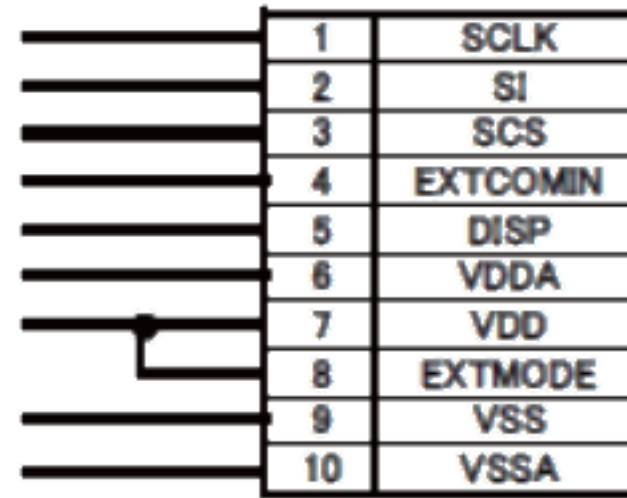 1 SCLK
2 SI
3 SCS
4 EXTCOMIN
5 DISP
6 VDDA
7 VDD
8 EXTMODE
9 VSS
10 VSSA